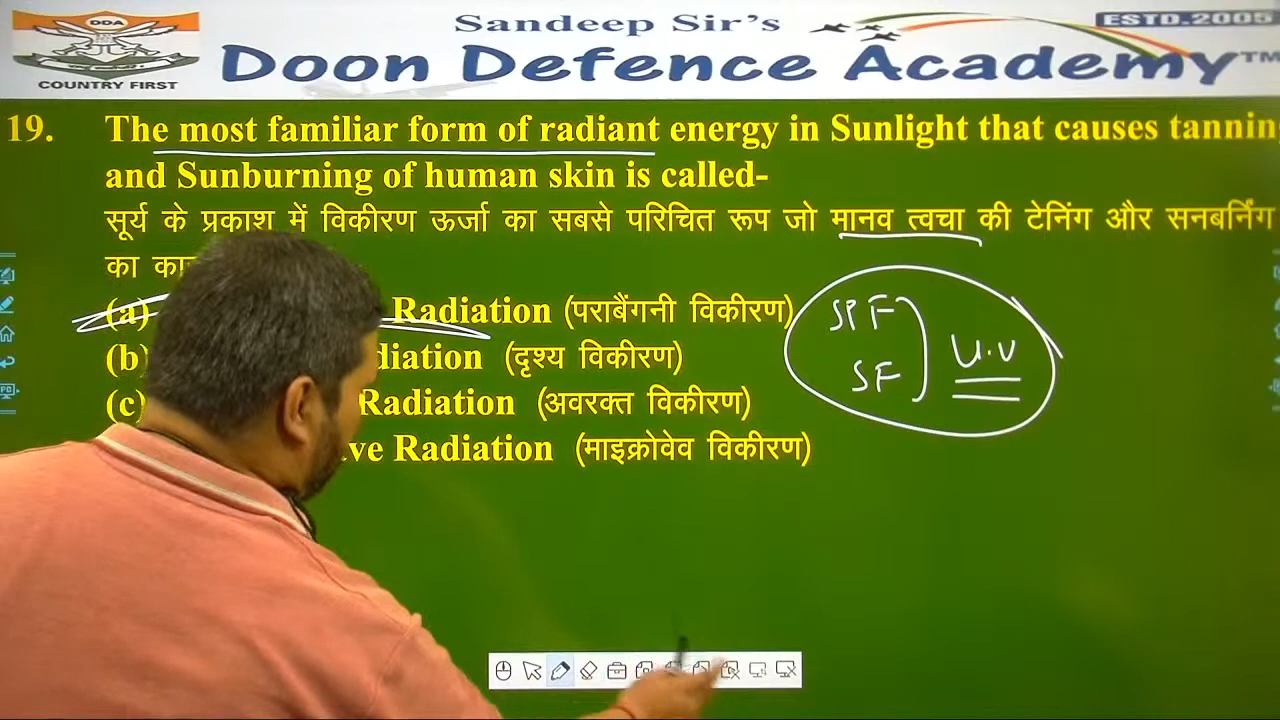 Sandeep Sir's
ESTD.2005
DDA
Doon Defence Academy™
COUNTRY FIRST
19. The most familiar form of radiant energy in Sunlight that causes tannin
and Sunburning of human skin is called-
सूर्य के प्रकाश में विकीरण ऊर्जा का सबसे परिचित रूप जो मानव त्वचा की टेनिंग और सनबर्निंग
का
(a) Radiation (पराबैंगनी विकीरण)
(b) diation (दृश्य विकीरण)
(c) Radiation (अवरक्त विकीरण)
ve Radiation (माइक्रोवेव विकीरण)
SPF
SF
U.V